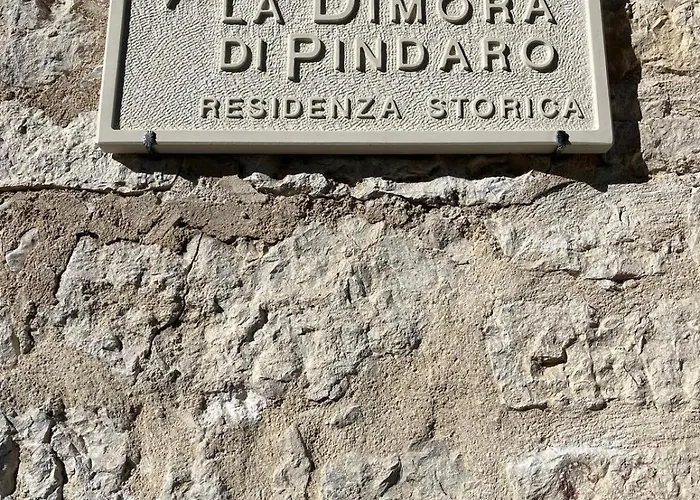 LA DIMORA
DI PINDARO
RESIDENZA STORICA